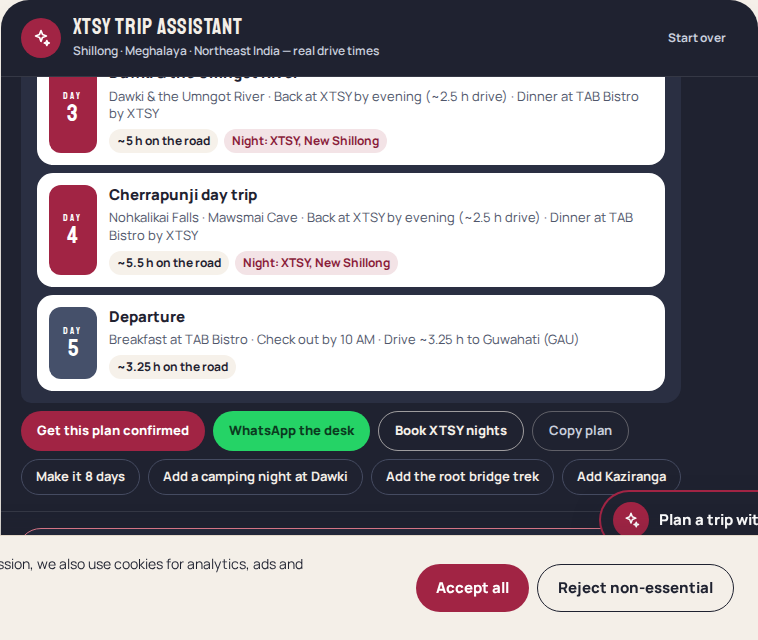 XTSY TRIP ASSISTANT
Shillong · Meghalaya · Northeast India — real drive times
Start over
DAY
3
Dawki & the Umngot River · Back at XTSY by evening (~2.5 h drive) · Dinner at TAB Bistro
by XTSY
~5 h on the road
Night: XTSY, New Shillong
DAY
4
Cherrapunji day trip
Nohkalikai Falls · Mawsmai Cave · Back at XTSY by evening (~2.5 h drive) · Dinner at TAB
Bistro by XTSY
~5.5 h on the road
Night: XTSY, New Shillong
DAY
5
Departure
Breakfast at TAB Bistro · Check out by 10 AM · Drive ~3.25 h to Guwahati (GAU)
~3.25 h on the road
Get this plan confirmed
WhatsApp the desk
Book XTSY nights
Copy plan
Make it 8 days
Add a camping night at Dawki
Add the root bridge trek
Add Kaziranga
Plan a trip wit
ssion, we also use cookies for analytics, ads and
Accept all
Reject non-essential